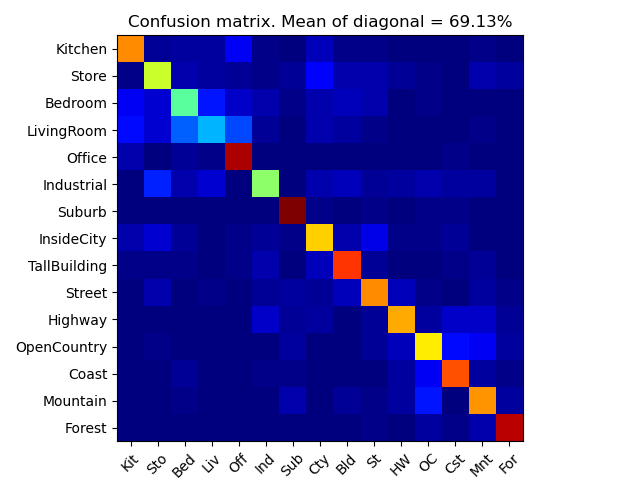 Confusion matrix. Mean of diagonal = 69.13%
Kitchen
Store
Bedroom
LivingRoom
Office
Industrial
Suburb
InsideCity
TallBuilding
Street
Highway
OpenCountry
Coast
Mountain
Forest
Kit Sto Bed Liv Off Ind Sub Cty Bld St HW OC Cst Mnt For